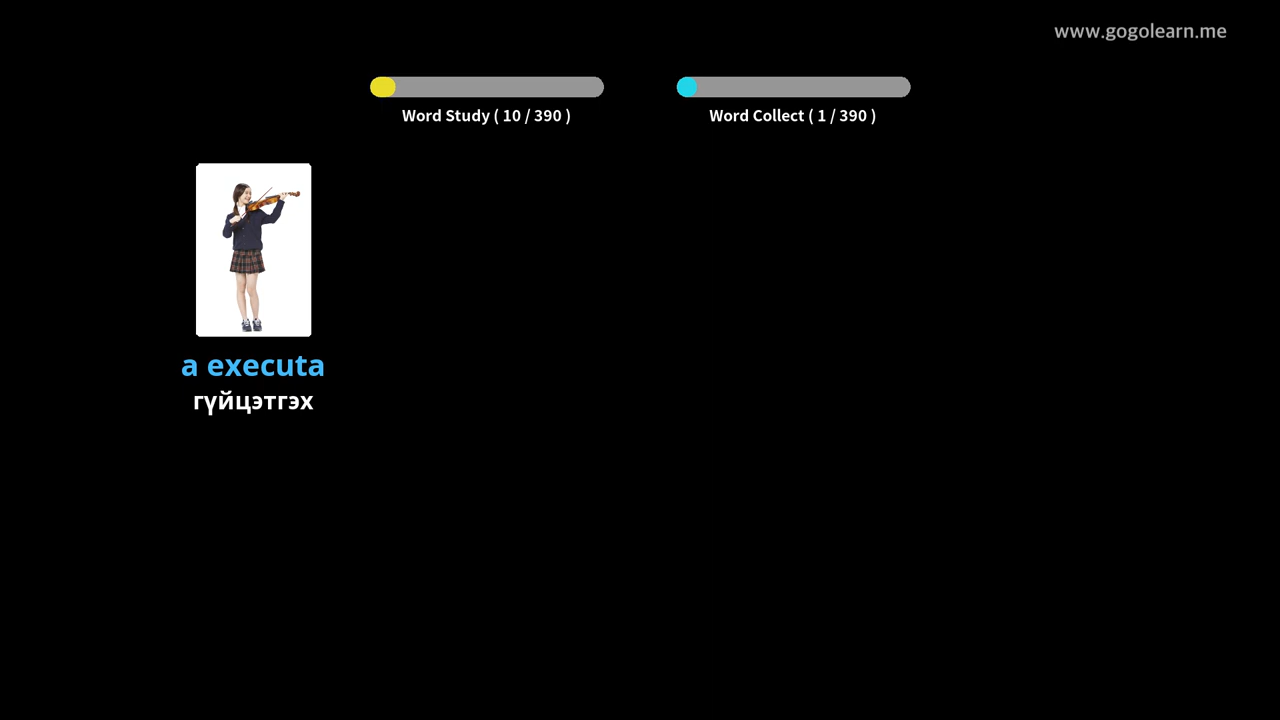 www.gogolearn.me
Word Study ( 10 / 390 )
Word Collect ( 1 / 390 )
a executa
гүйцэтгэх